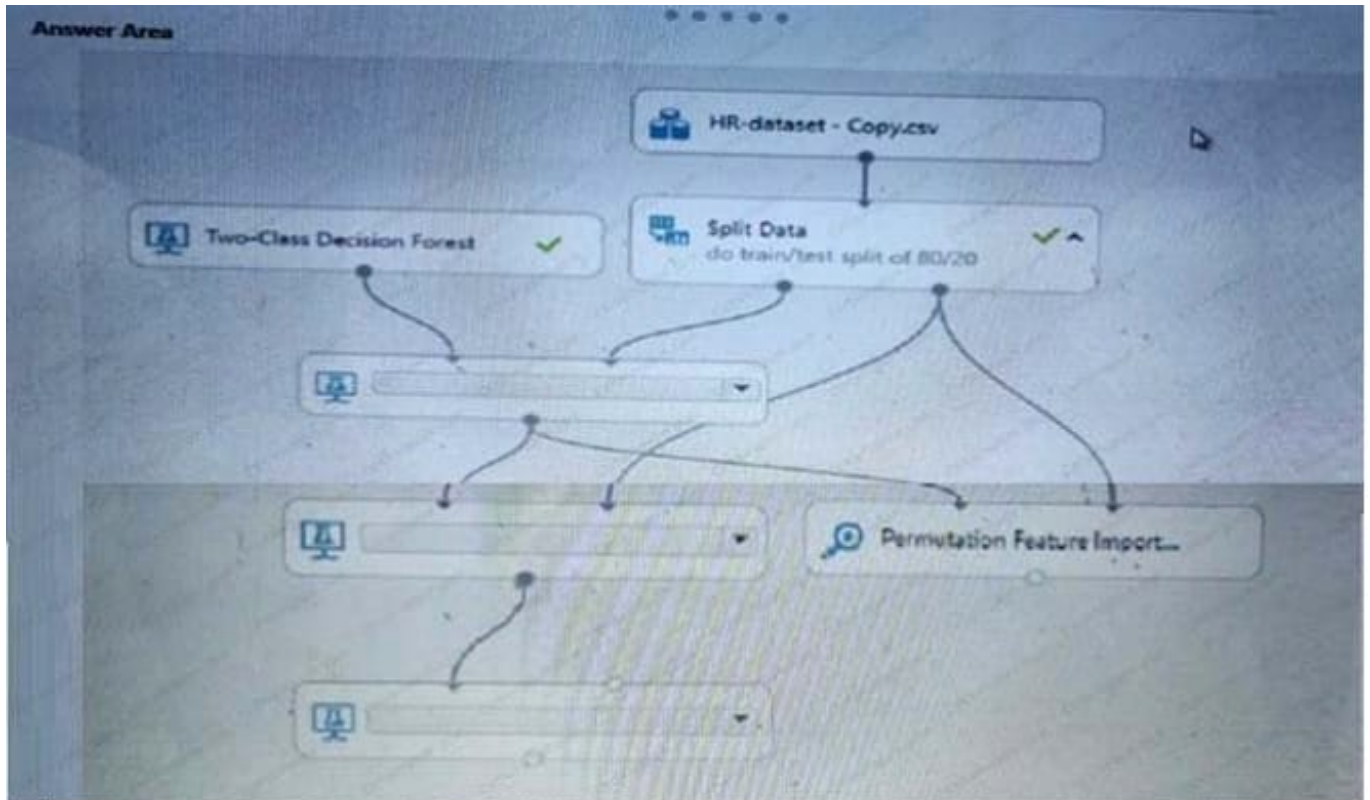 Answer Area
HR-dataset - Copy.csv
Two-Class Decision Forest
Split Data
do train/test split of 80/20
Permutation Feature Import...